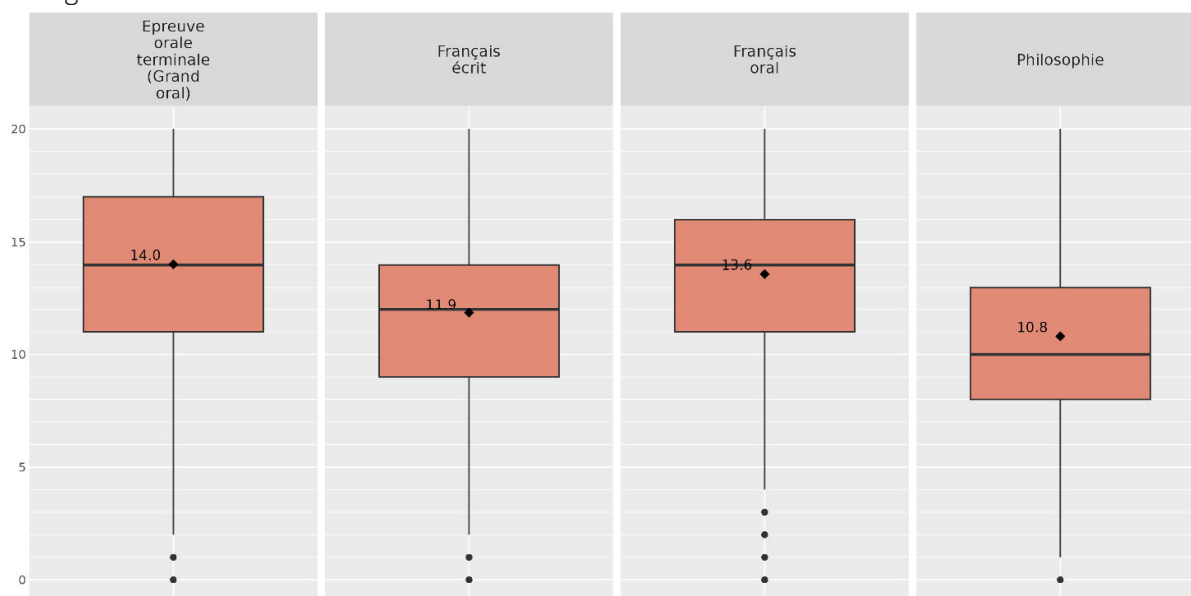 Epreuve
orale
terminale
(Grand
oral)
Français
écrit
Français
oral
Philosophie
20
15
10
5
0
14.0
11.9
13.6
10.8